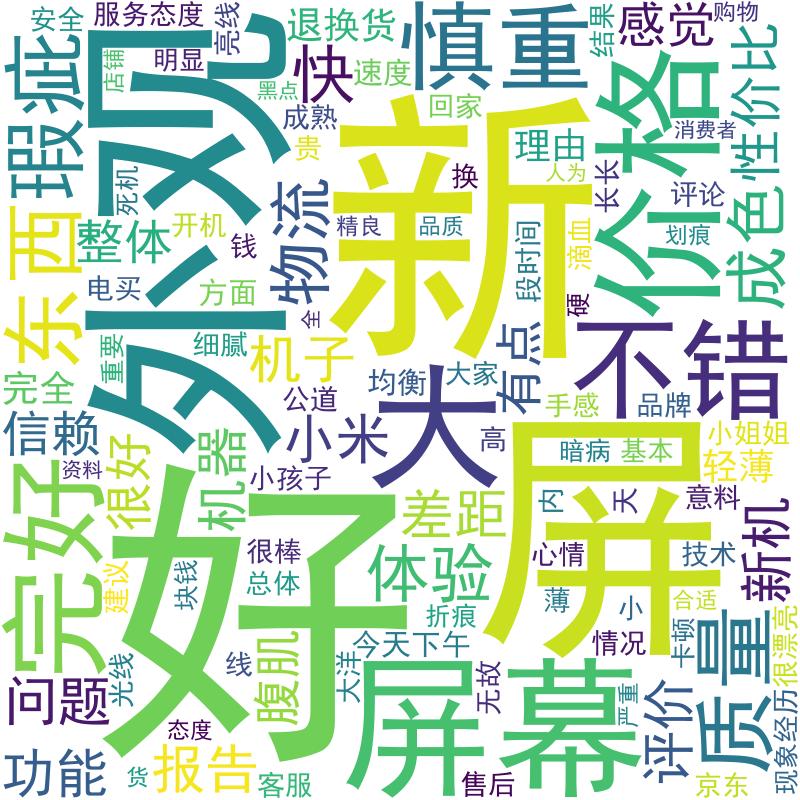 安全
服务态度
亮线
退换货
慎重
结果
感觉
购物
瑕疵
外观
店铺
明显
快
速度
黑点
成熟
回家
价格
性价比
消费者
贵
新
理由
人为
换
长长
评论
死机
物流
精良
品质
成色
东西
整体
开机
钱
段时间
滴血
划痕
电买
方面
硬
全
重要
细腻
机子
有点
不错
完全
均衡
大家
公道
大
手感
品牌
信赖
小米
高
小姐姐
很好
机器
暗病
基本
轻薄
完好
资料
小孩子
好
差距
屏
内
天
意料
新机
很棒
体验
心情
技术
建议
块钱
总体
薄
小
合适
折痕
卡顿
质量
很漂亮
腹肌
今天下午
情况
问题
光线
线
大洋
屏幕
无故
严重
评价
现象经历
态度
功能
贷
报告
客服
售后
京东